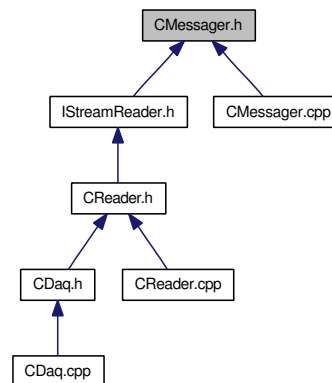 CMessager.h
IStreamReader.h
CMessager.cpp
CReader.h
CDaq.h
CReader.cpp
CDaq.cpp